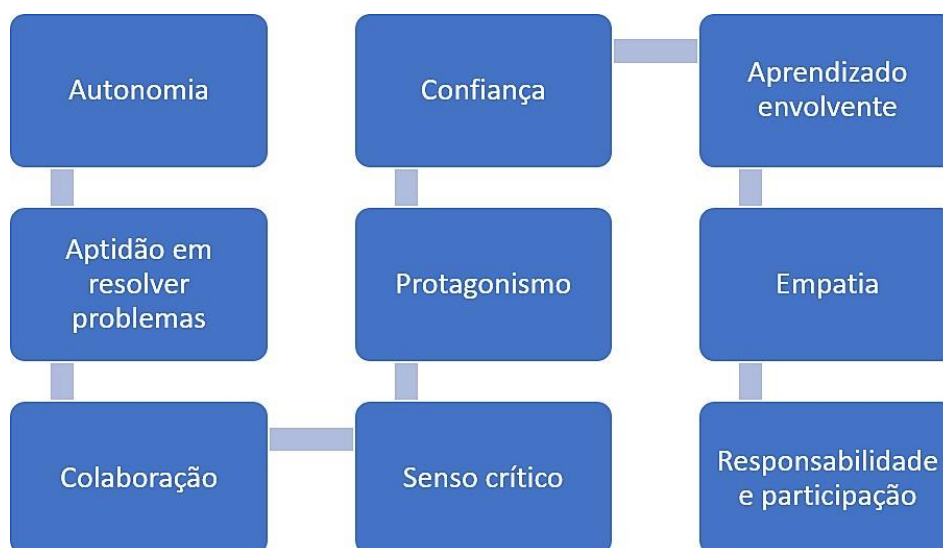 Autonomia
Aptidão em
resolver
problemas
Colaboração
Senso crítico
Protagonismo
Confiança
Aprendizado
envolvente
Empatia
Responsabilidade
e participação